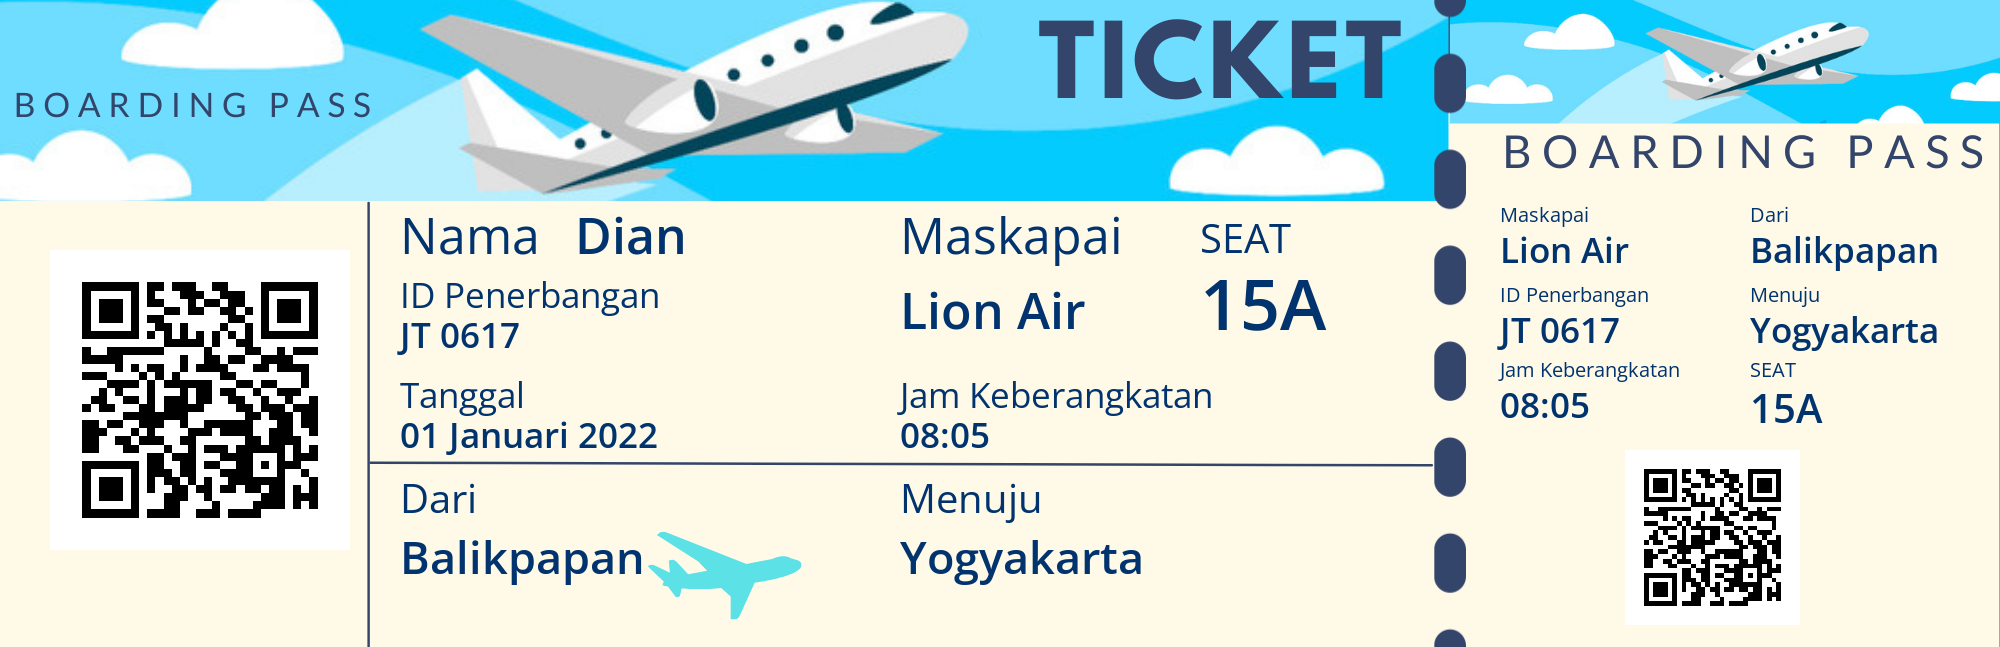 BOARDING PASS
TICKET
Nama Dian
ID Penerbangan
JT 0617
Tanggal
01 Januari 2022
Maskapai
Lion Air
SEAT
15A
Jam Keberangkatan
08:05
Dari
Balikpapan
Menuju
Yogyakarta
BOARDING PASS
Maskapai
Lion Air
Dari
Balikpapan
ID Penerbangan
JT 0617
Menuju
Yogyakarta
Jam Keberangkatan
08:05
SEAT
15A